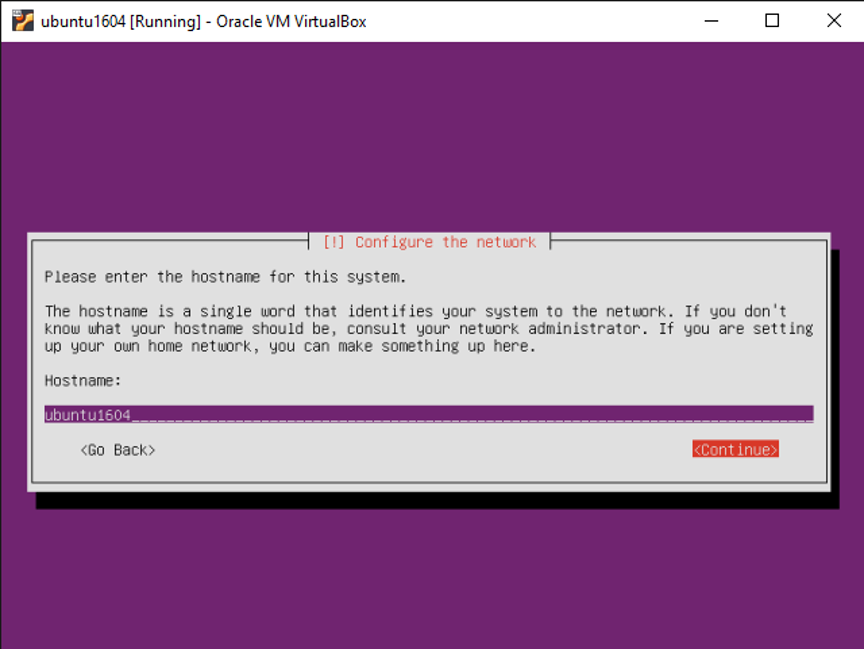 ubuntu1604 [Running] - Oracle VM VirtualBox
[!] Configure the network
Please enter the hostname for this system.
The hostname is a single word that identifies your system to the network. If you don't
know what your hostname should be, consult your network administrator. If you are setting
up your own home network, you can make something up here.
Hostname:
ubuntu1604
<Go Back> <Continue>